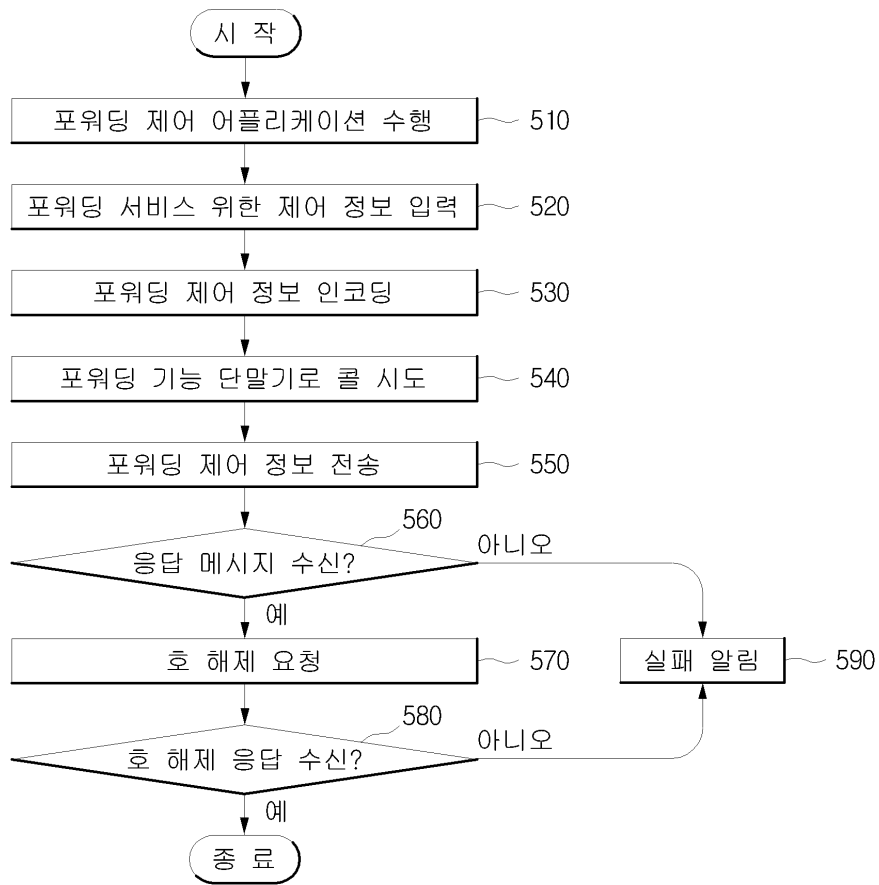 시 작
포워딩 제어 어플리케이션 수행 510
포워딩 서비스 위한 제어 정보 입력 520
포워딩 제어 정보 인코딩 530
포워딩 기능 단말기로 콜 시도 540
포워딩 제어 정보 전송 550
560
응답 메시지 수신? 아니오
예
호 해제 요청 570
실패 알림 590
580
호 해제 응답 수신? 아니오
예
종 료